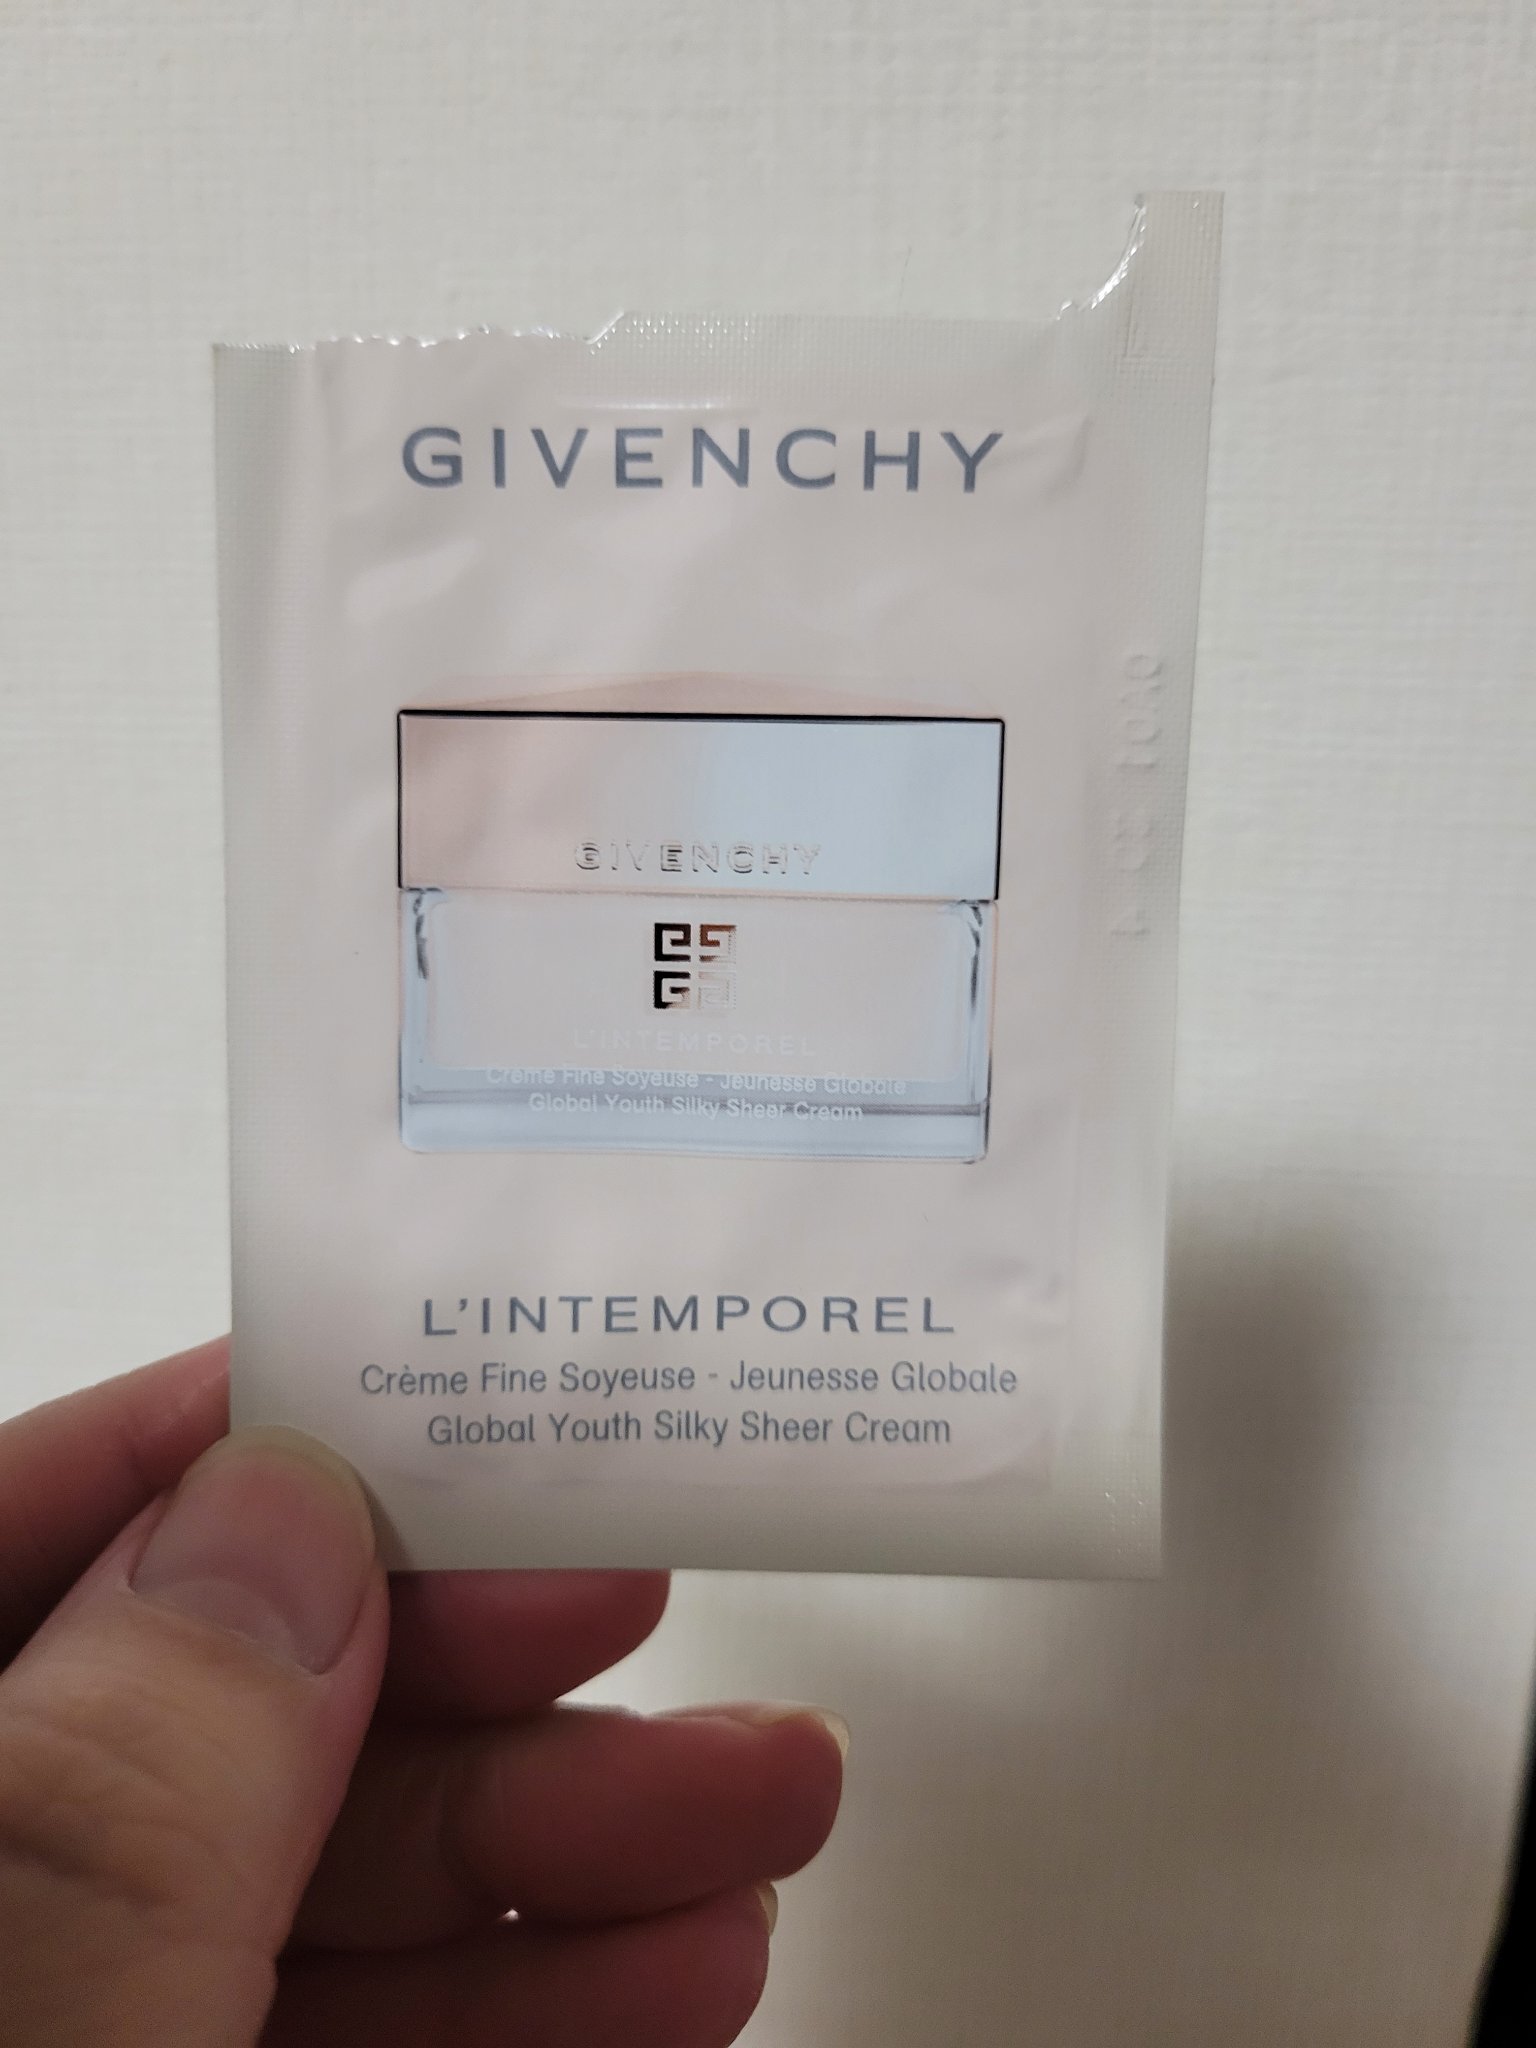 GIVENCHY
GIVENCHY
L'INTEMPOREL
Crème Fine Soyeuse - Jeunesse Globale
Global Youth Silky Sheer Cream
L'INTEMPOREL
Crème Fine Soyeuse - Jeunesse Globale
Global Youth Silky Sheer Cream